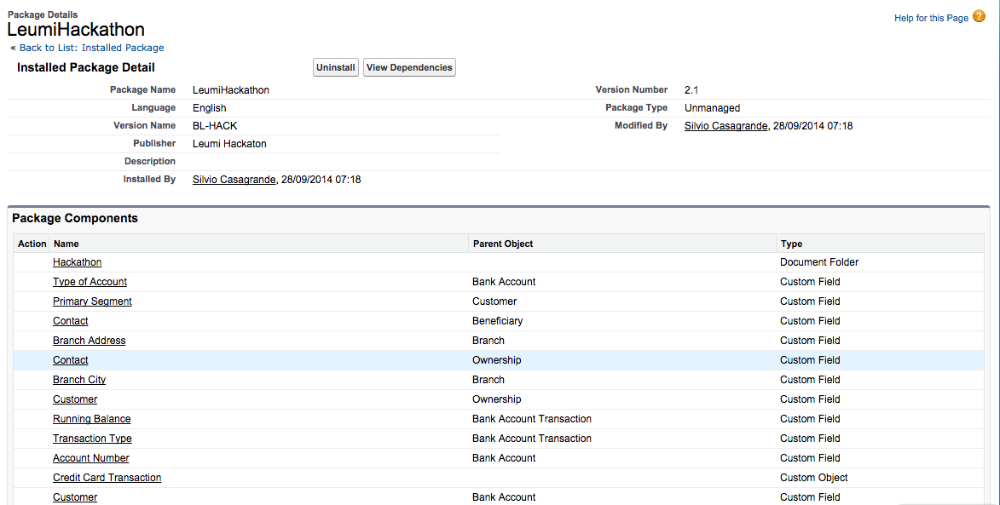 Package Details
LeumiHackathon
Help for this Page ?
« Back to List: Installed Package
Installed Package Detail Uninstall View Dependencies
Package Name LeumiHackathon Version Number 2.1
Language English Package Type Unmanaged
Version Name BL-HACK Modified By Silvio Casagrande, 28/09/2014 07:18
Publisher Leumi Hackaton
Description
Installed By Silvio Casagrande, 28/09/2014 07:18
Package Components
Action Name Parent Object Type
Hackathon Document Folder
Type of Account Bank Account Custom Field
Primary Segment Customer Custom Field
Contact Beneficiary Custom Field
Branch Address Branch Custom Field
Contact Ownership Custom Field
Branch City Branch Custom Field
Customer Ownership Custom Field
Running Balance Bank Account Transaction Custom Field
Transaction Type Bank Account Transaction Custom Field
Account Number Bank Account Custom Field
Credit Card Transaction Custom Object
Customer Bank Account Custom Field